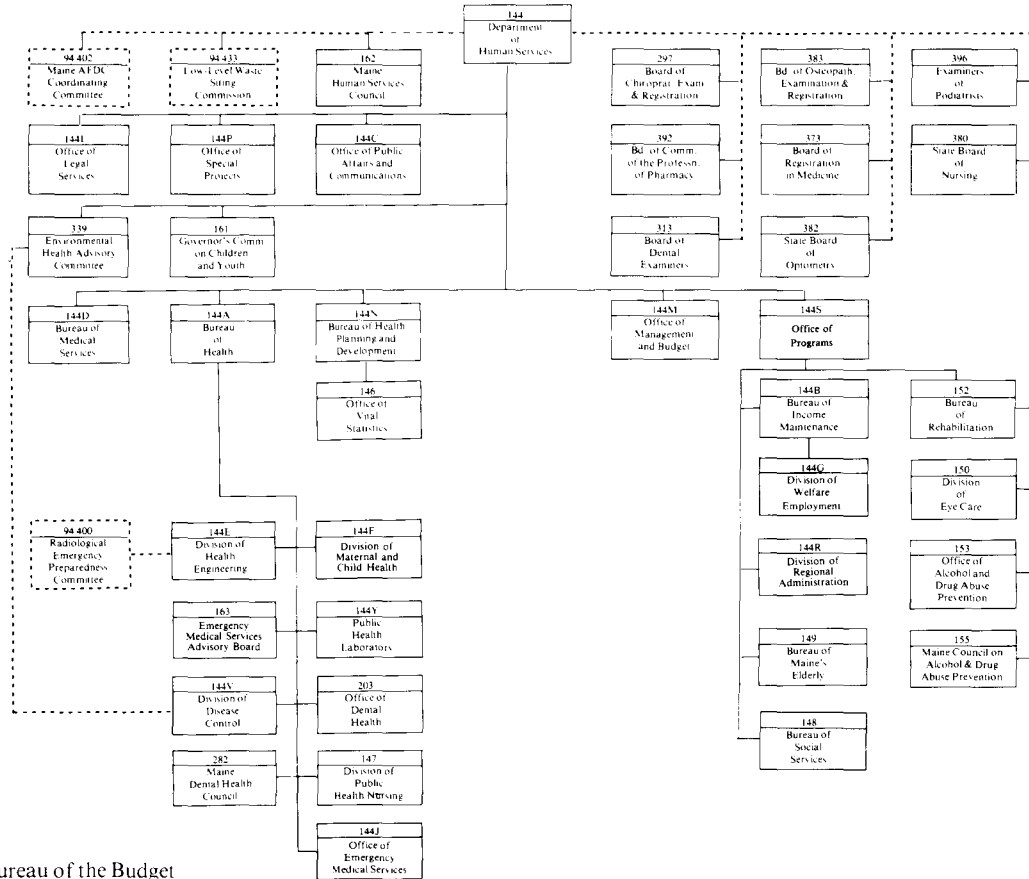 144
Department
of
Human Services
94 402
Maine AFDC
Coordinating
Committee
94 433
Low-Level Waste
Siting
Commission
162
Maine
Human Services
Council
297
Board of
Chiroprat. Exam
& Registration
383
Bd. of Osteopath.
Examination &
Registration
396
Examiners
of
Podiatrists
144L
Office of
Legal
Services
144P
Office of
Special
Projects
144C
Office of Public
Affairs and
Communications
392
Bd. of Comm.
of the Professn.
of Pharmacy
373
Board of
Registration
in Medicine
380
State Board
of
Nursing
339
Environmental
Health Advisory
Committee
161
Governor's Comm
on Children
and Youth
313
Board of
Dental
Examiners
382
State Board
of
Optometry
144D
Bureau of
Medical
Services
144A
Bureau
of
Health
144N
Bureau of Health
Planning and
Development
144M
Office of
Management
and Budget
144S
Office of
Programs
146
Office of
Vital
Statistics
144B
Bureau of
Income
Maintenance
152
Bureau
of
Rehabilitation
144G
Division of
Welfare
Employment
150
Division
of
Eye Care
94 400
Radiological
Emergency
Preparedness
Committee
144E
Division of
Health
Engineering
144F
Division of
Maternal and
Child Health
144R
Division of
Regional
Administration
153
Office of
Alcohol and
Drug Abuse
Prevention
163
Emergency
Medical Services
Advisory Board
144Y
Public
Health
Laborators
149
Bureau of
Maine's
Elderly
155
Maine Council on
Alcohol & Drug
Abuse Prevention
144V
Division of
Disease
Control
203
Office of
Dental
Health
148
Bureau of
Social
Services
282
Maine
Dental Health
Council
147
Division of
Public
Health Nursing
144J
Office of
Emergency
Medical Services
ureau of the Budget